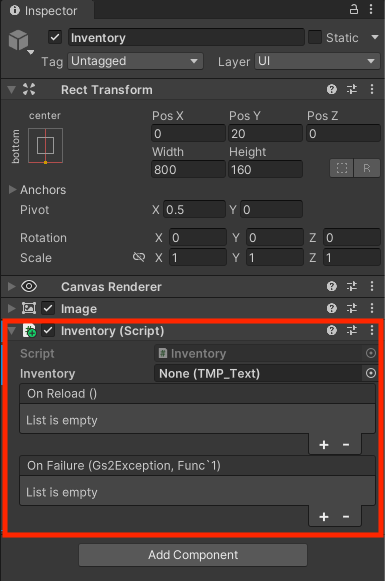 Inspector
Inventory Static
Tag Untagged Layer UI
Rect Transform
center Pos X Pos Y Pos Z
bottom 0 20 0
Width Height
800 160 R
Anchors
Pivot X 0.5 Y 0
Rotation X 0 Y 0 Z 0
Scale X 1 Y 1 Z 1
Canvas Renderer
Image
Inventory (Script)
Script # Inventory
Inventory None (TMP_Text)
On Reload ()
List is empty
+ -
On Failure (Gs2Exception, Func`1)
List is empty
+ -
Add Component